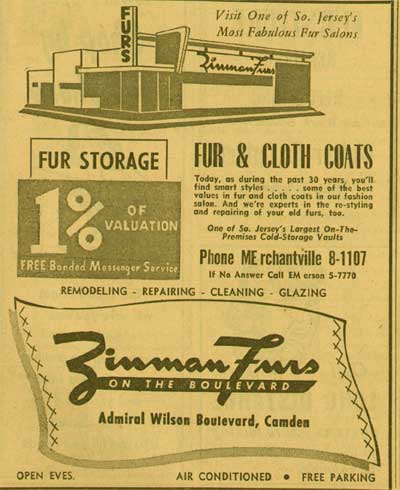 Visit One of So. Jersey's
Most Fabulous Fur Salons
FURS
Zinman Furs
FUR STORAGE
1% OF
VALUATION
FREE Bonded Messenger Service
FUR & CLOTH COATS
Today, as during the past 30 years, you'll
find smart styles . . . . . some of the best
values in fur and cloth coats in our fashion
salon. And we're experts in the re-styling
and repairing of your old furs, too.
One of So. Jersey's Largest On-The-
Premises Cold-Storage Vaults
Phone MErchantville 8-1107
If No Answer Call EMerson 5-7770
REMODELING - REPAIRING - CLEANING - GLAZING
Zinman Furs
ON THE BOULEVARD
Admiral Wilson Boulevard, Camden
OPEN EVES. AIR CONDITIONED • FREE PARKING